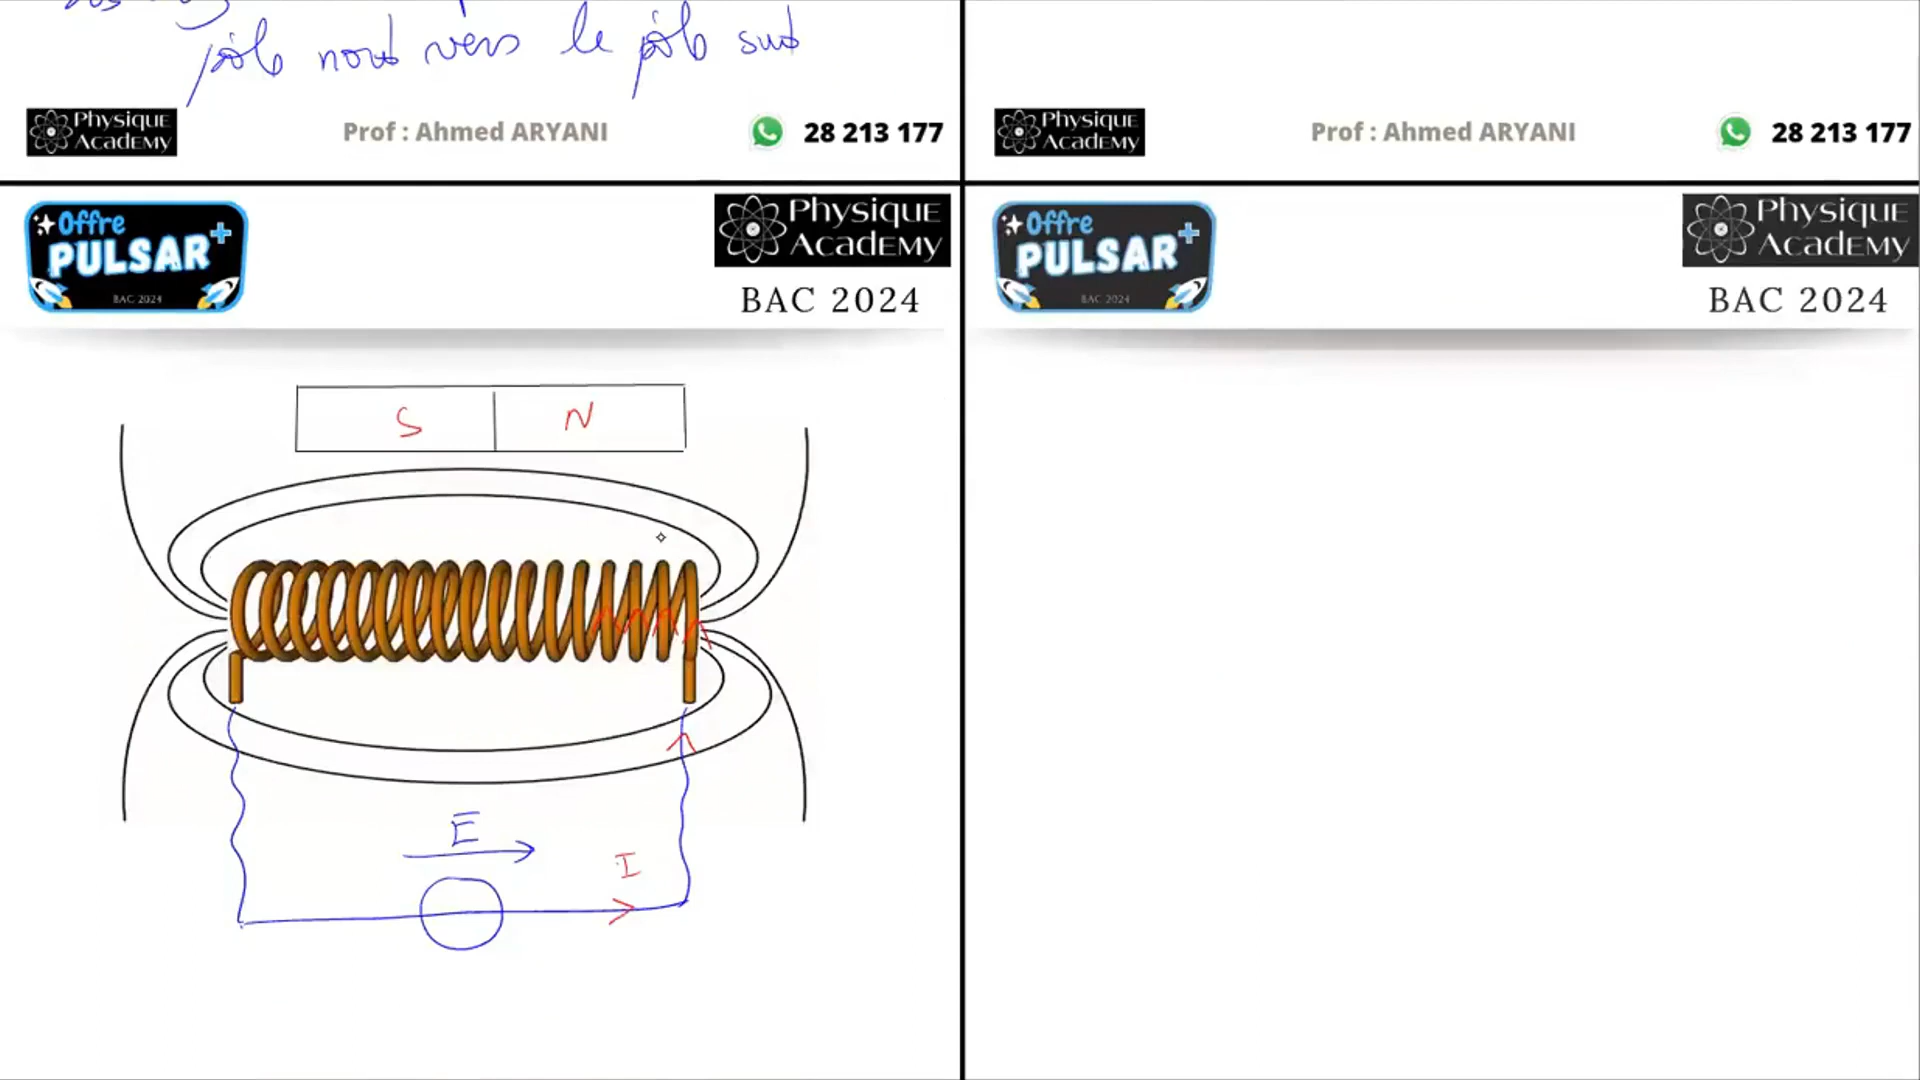 pôle nord vers le pôle sud
Physique
Academy
Prof : Ahmed ARYANI
28 213 177
Physique
Academy
Prof : Ahmed ARYANI
28 213 177
Offre
PULSAR+
BAC 2024
Physique
Academy
BAC 2024
Offre
PULSAR+
BAC 2024
Physique
Academy
BAC 2024
S N
E
I